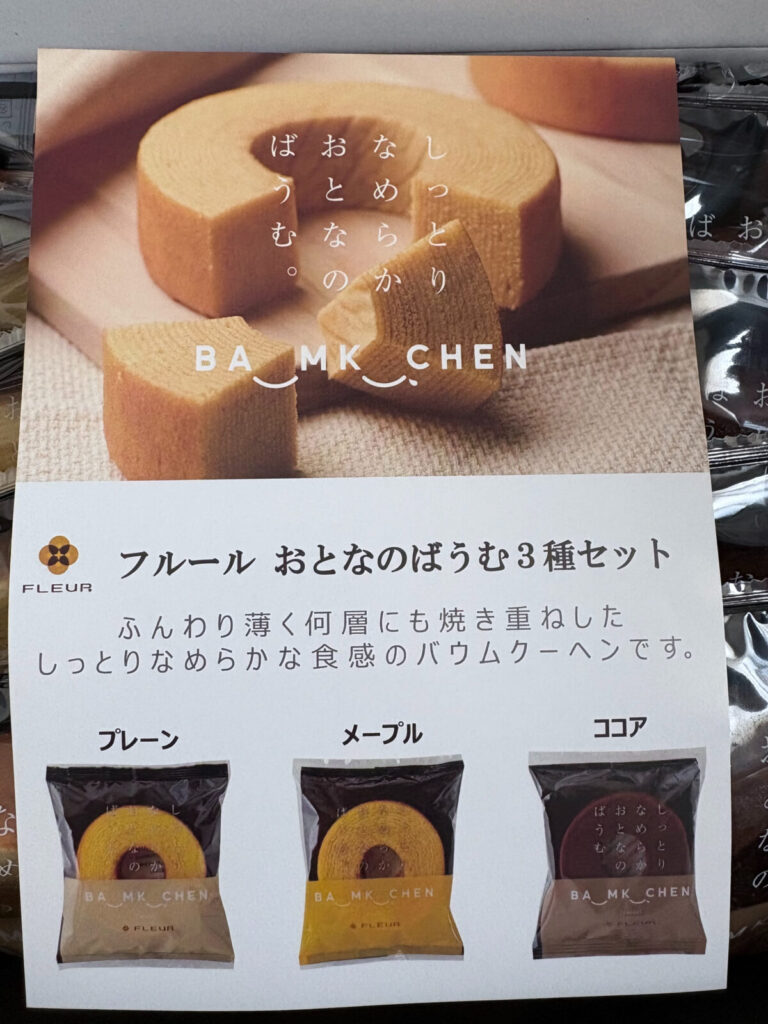 しっとり
なめらか
おとなの
ばうむ。
BA MK CHEN
FLEUR
フルール おとなのばうむ3種セット
ふんわり薄く何層にも焼き重ねした
しっとりなめらかな食感のバウムクーヘンです。
プレーン
メープル
ココア
BA MK CHEN
FLEUR
BA MK CHEN
FLEUR
しっとり
なめらか
おとなの
ばうむ
BA MK CHEN
FLEUR